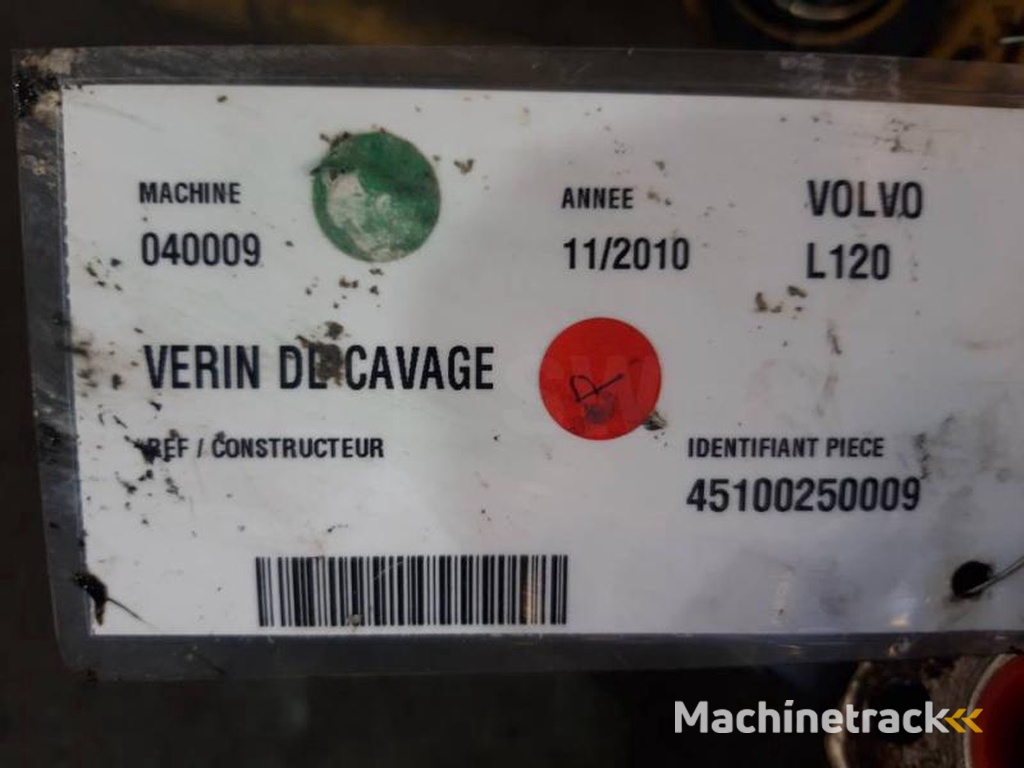 MACHINE
040009
ANNEE
11/2010
VOLVO
L120
VERIN DE CAVAGE
R
REF / CONSTRUCTEUR
IDENTIFIANT PIECE
45100250009
Machinetrack